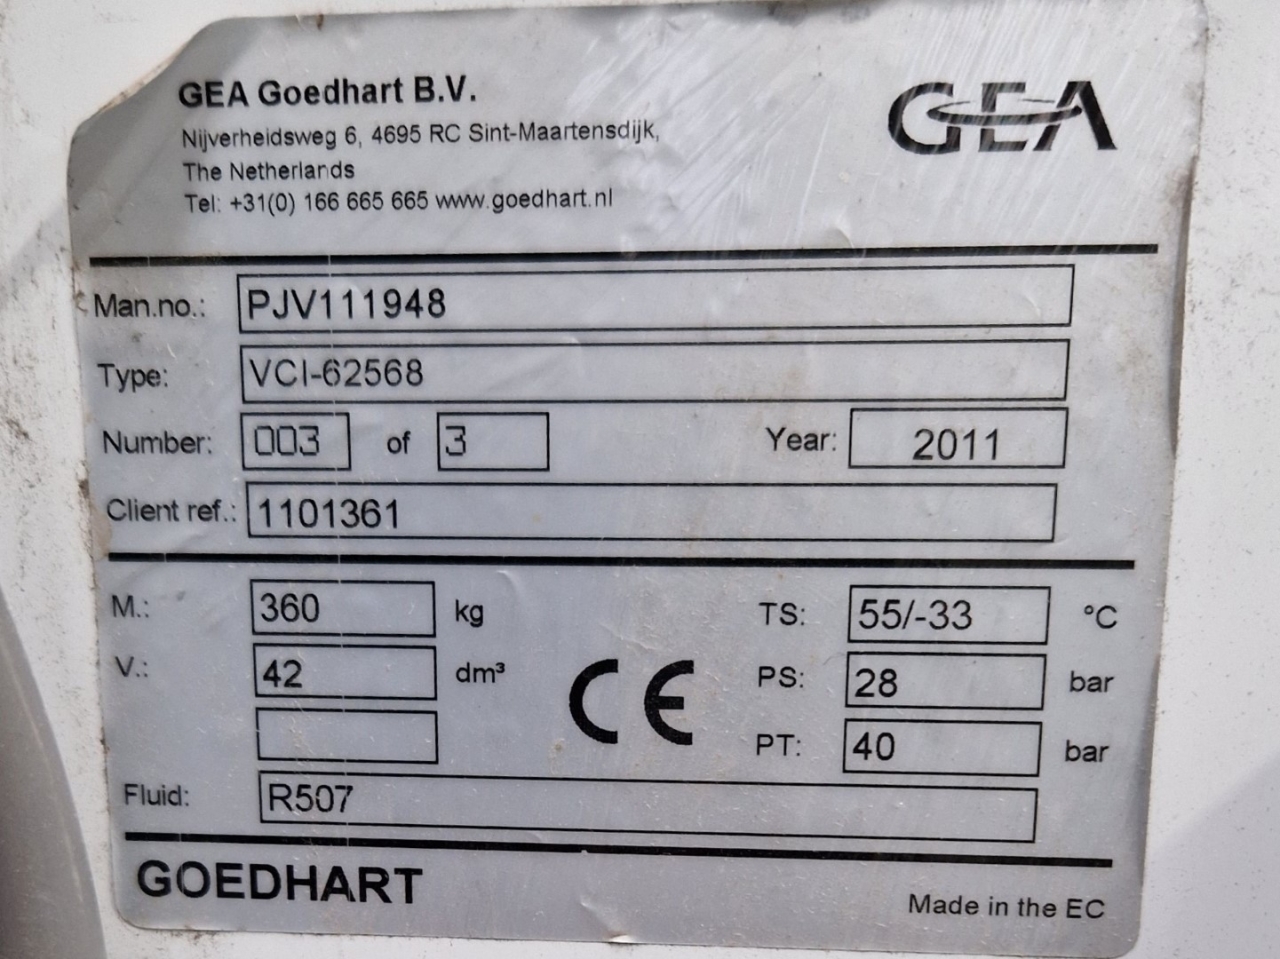 GEA Goedhart B.V.
GEA
Nijverheidsweg 6, 4695 RC Sint-Maartensdijk,
The Netherlands
Tel: +31(0) 166 665 665 www.goedhart.nl
Man.no.: PJV111948
Type: VCI-62568
Number: 003 of 3 Year: 2011
Client ref.: 1101361
M.: 360 kg TS: 55/-33 °C
V.: 42 dm³ CE PS: 28 bar
PT: 40 bar
Fluid: R507
GOEDHART
Made in the EC